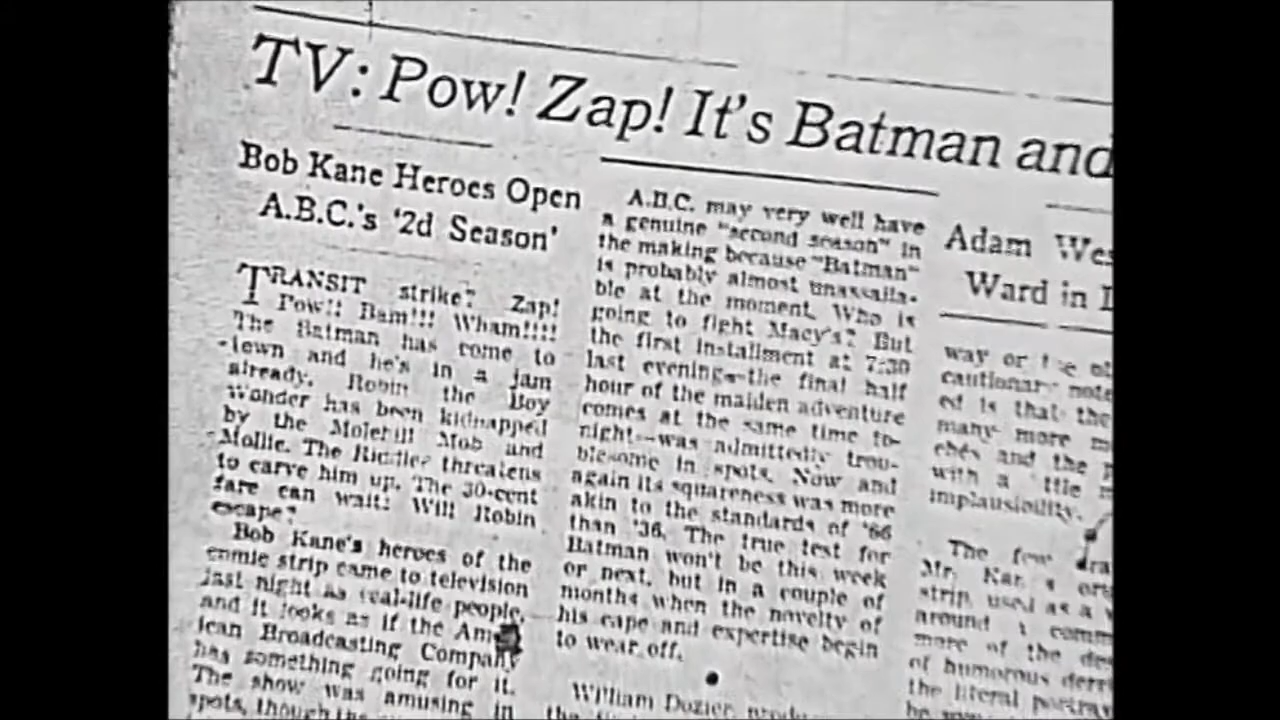 TV: Pow! Zap! It's Batman and
Bob Kane Heroes Open
A.B.C.'s '2d Season'
TRANSIT strike? Zap!
Pow!! Bam!!! Wham!!!!
The Batman has come to
town and he's in a jam
already. Robin the Boy
Wonder has been kidnapped
by the Molehill Mob and
Mollie. The Riddler threatens
to carve him up. The 30-cent
fare can wait! Will Robin
escape?
Bob Kane's heroes of the
comic strip came to television
last night as real-life people,
and it looks as if the Amer
ican Broadcasting Company
has something going for it.
The show was amusing in
spots, though the
A.B.C. may very well have
a genuine "second season" in
the making because "Batman"
is probably almost unassaila-
ble at the moment. Who is
going to fight Macy's? But
the first installment at 7:30
last evening—the final half
hour of the maiden adventure
comes at the same time to-
night—was admittedly trou-
blesome in spots. Now and
again its squareness was more
akin to the standards of '66
than '36. The true test for
Batman won't be this week
or next, but in a couple of
months when the novelty of
his cape and expertise begin
to wear off.
William Dozier,
Adam Wes
Ward in
way or
cautionary note
ed is that the
many more
and the
with a
implausibility.
The few
Mr.
strip used as a
around
more of the
of humorous
the literal portray